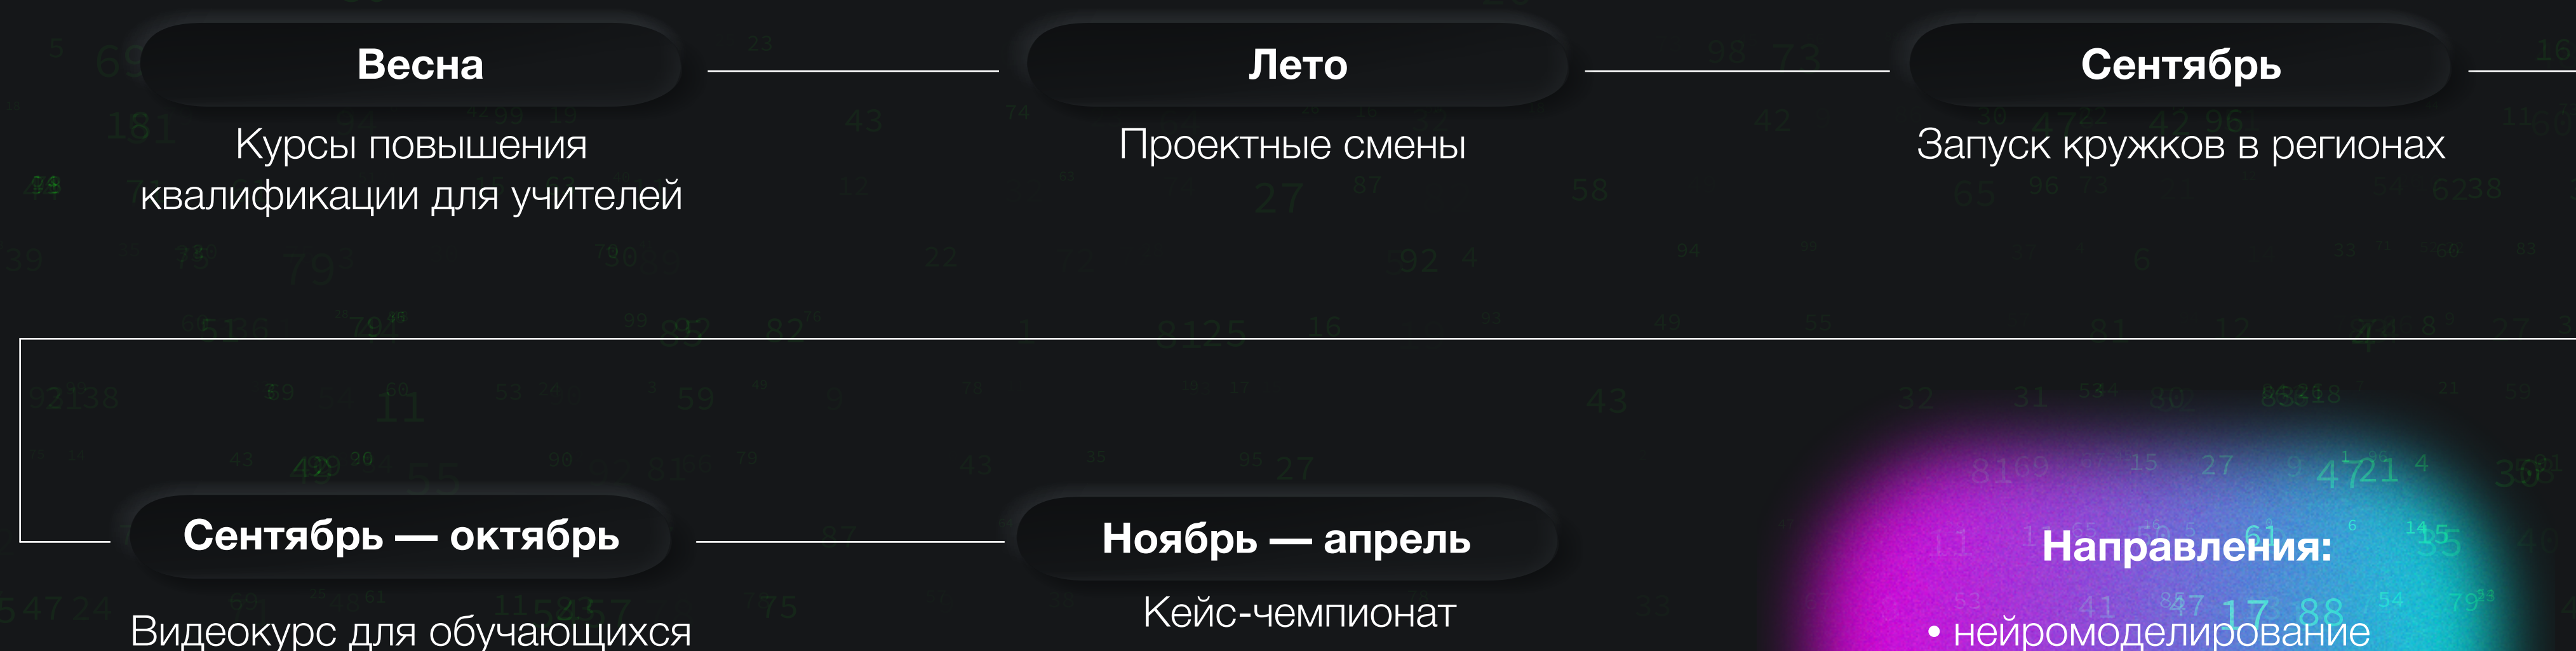 Весна
Лето
Сентябрь
Курсы повышения
квалификации для учителей
Проектные смены
Запуск кружков в регионах
Сентябрь — октябрь
Видеокурс для обучающихся
Ноябрь — апрель
Кейс-чемпионат
Направления:
• нейромоделирование